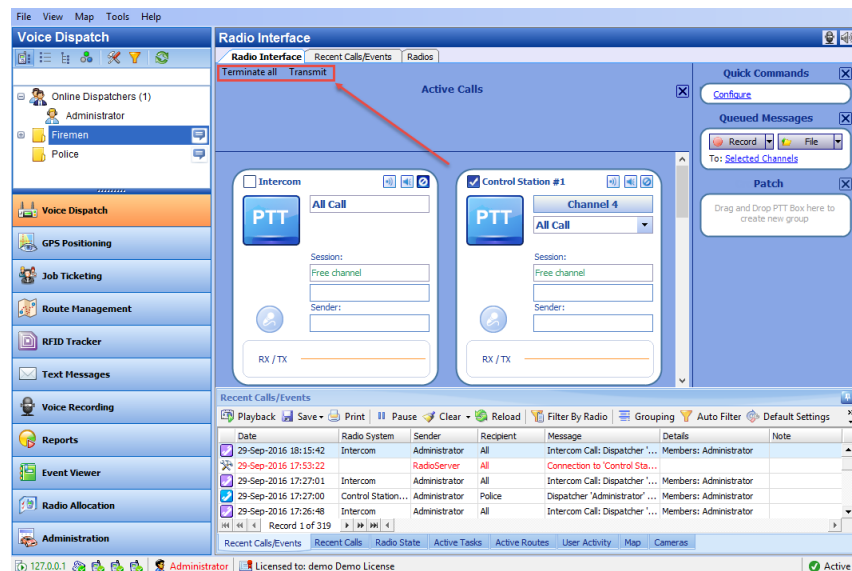 File View Map Tools Help
Voice Dispatch
Radio Interface
Radio Interface Recent Calls/Events Radios
Terminate all Transmit
Active Calls
Quick Commands
Configure
Queued Messages
Record File
To: Selected Channels
Patch
Drag and Drop PTT Box here to
create new group
Online Dispatchers (1)
Administrator
Firemen
Police
Voice Dispatch
GPS Positioning
Job Ticketing
Route Management
RFID Tracker
Text Messages
Voice Recording
Reports
Event Viewer
Radio Allocation
Administration
Intercom
PTT
All Call
Session:
Free channel
Sender:
RX / TX
Control Station #1
PTT
Channel 4
All Call
Session:
Free channel
Sender:
RX / TX
Recent Calls/Events
Playback Save Print Pause Clear Reload Filter By Radio Grouping Auto Filter Default Settings
Date Radio System Sender Recipient Message Details Note
29-Sep-2016 18:15:42 Intercom Administrator All Intercom Call: Dispatcher '... Members: Administrator
29-Sep-2016 17:53:22 RadioServer All Connection to 'Control Sta...
29-Sep-2016 17:27:01 Intercom Administrator All Intercom Call: Dispatcher '... Members: Administrator
29-Sep-2016 17:27:00 Control Station... Administrator Police Dispatcher 'Administrator' ... Members: Administrator
29-Sep-2016 17:26:48 Intercom Administrator All Intercom Call: Dispatcher '... Members: Administrator
Record 1 of 319
Recent Calls/Events Recent Calls Radio State Active Tasks Active Routes User Activity Map Cameras
127.0.0.1 Administrator Licensed to: demo Demo License Active